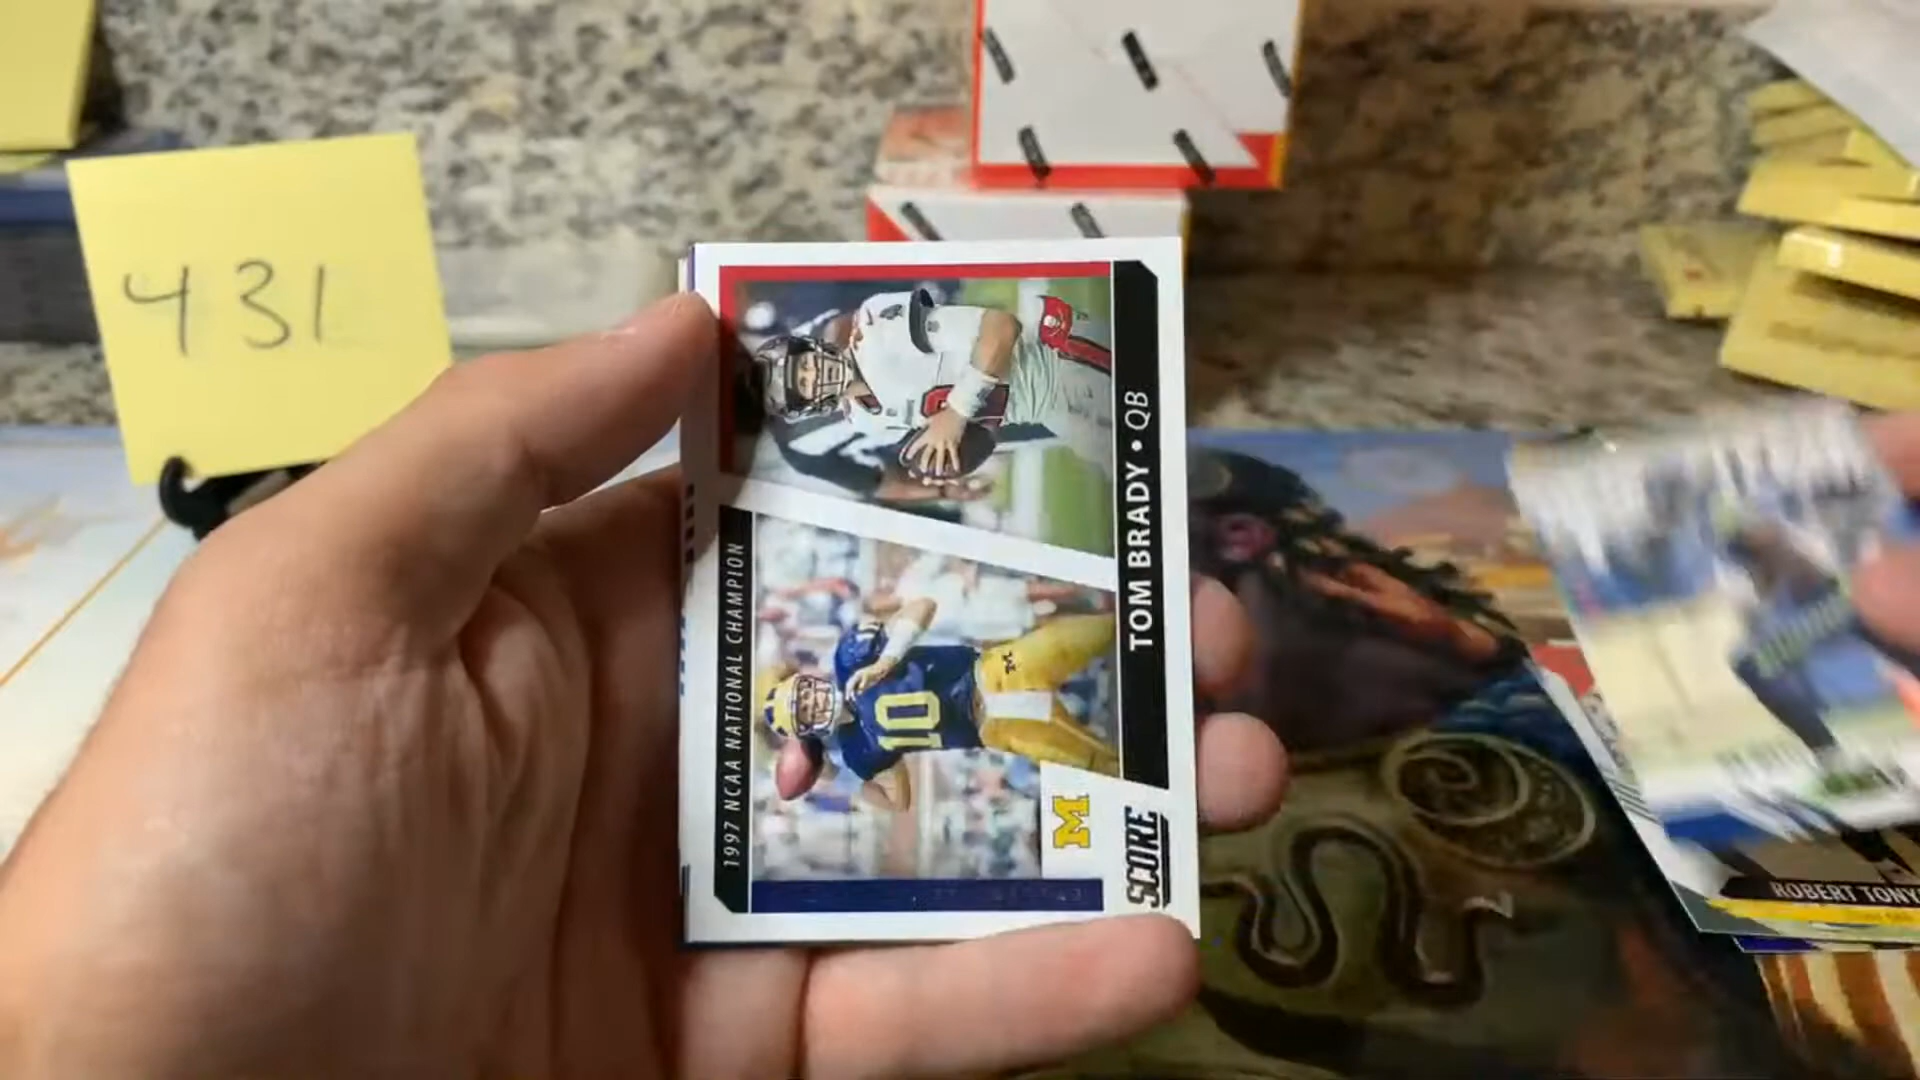 431
1997 NCAA NATIONAL CHAMPION
10
M
M
TOM BRADY • QB
SCORE
ROBERT TONY